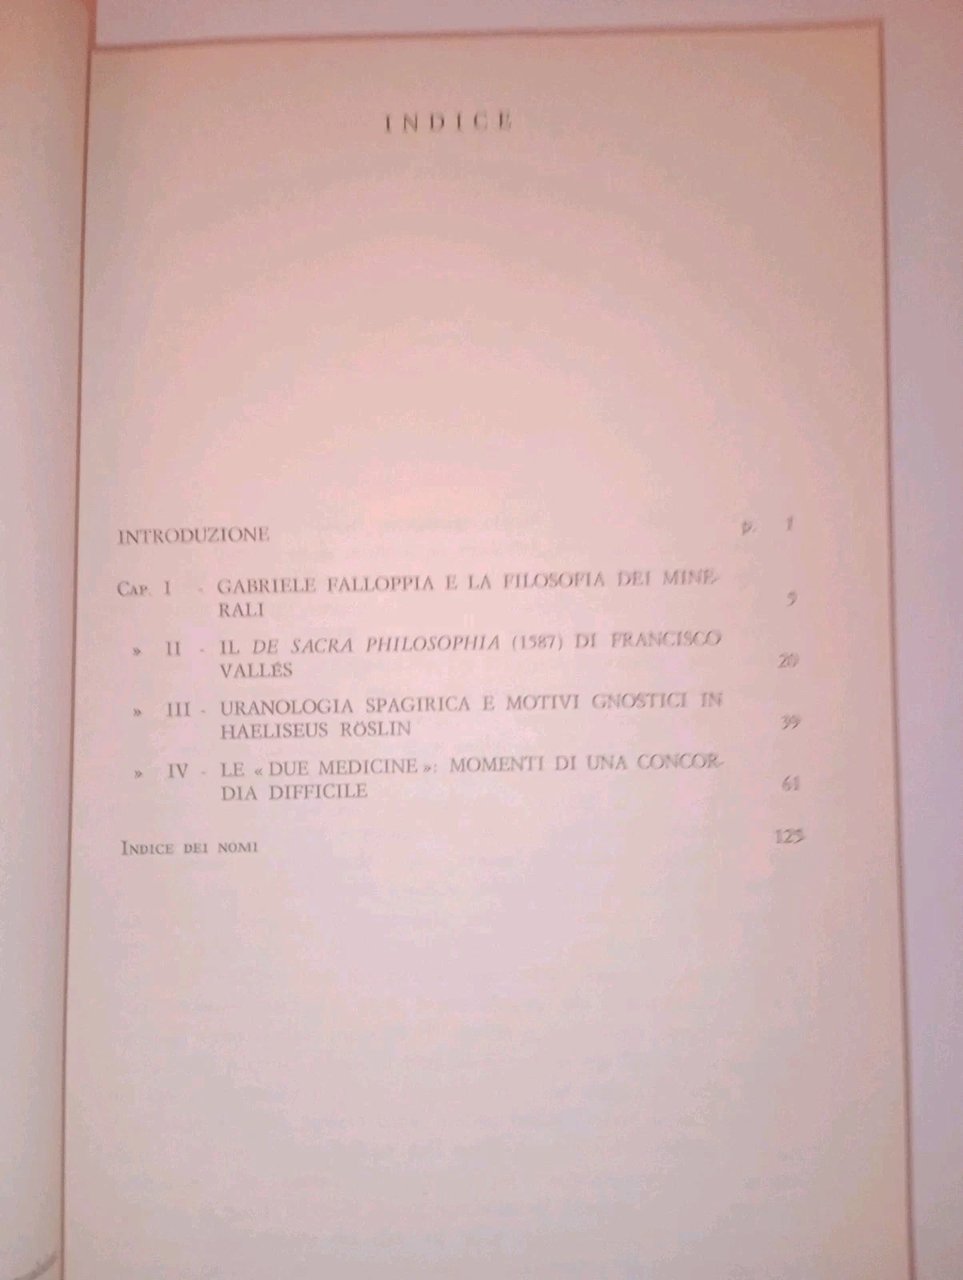 INDICE
INTRODUZIONE p. 1
CAP. I - GABRIELE FALLOPPIA E LA FILOSOFIA DEI MINE-
RALI 5
» II - IL DE SACRA PHILOSOPHIA (1587) DI FRANCISCO
VALLÉS 20
» III - URANOLOGIA SPAGIRICA E MOTIVI GNOSTICI IN
HAELISEUS RÖSLIN 39
» IV - LE « DUE MEDICINE »: MOMENTI DI UNA CONCOR-
DIA DIFFICILE 61
INDICE DEI NOMI 125